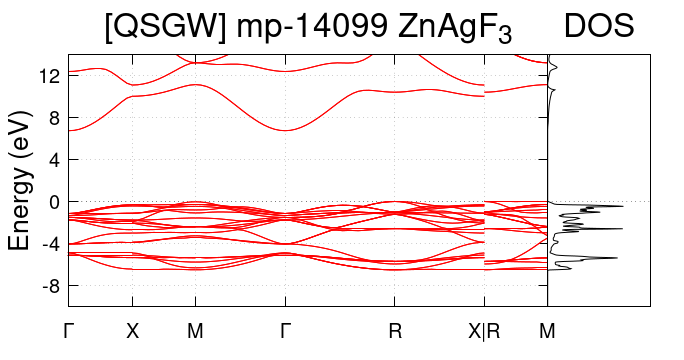 [QSGW] mp-14099 ZnAgF₃ DOS
Energy (eV)
12
8
4
0
-4
-8
Γ X M Γ R X|R M